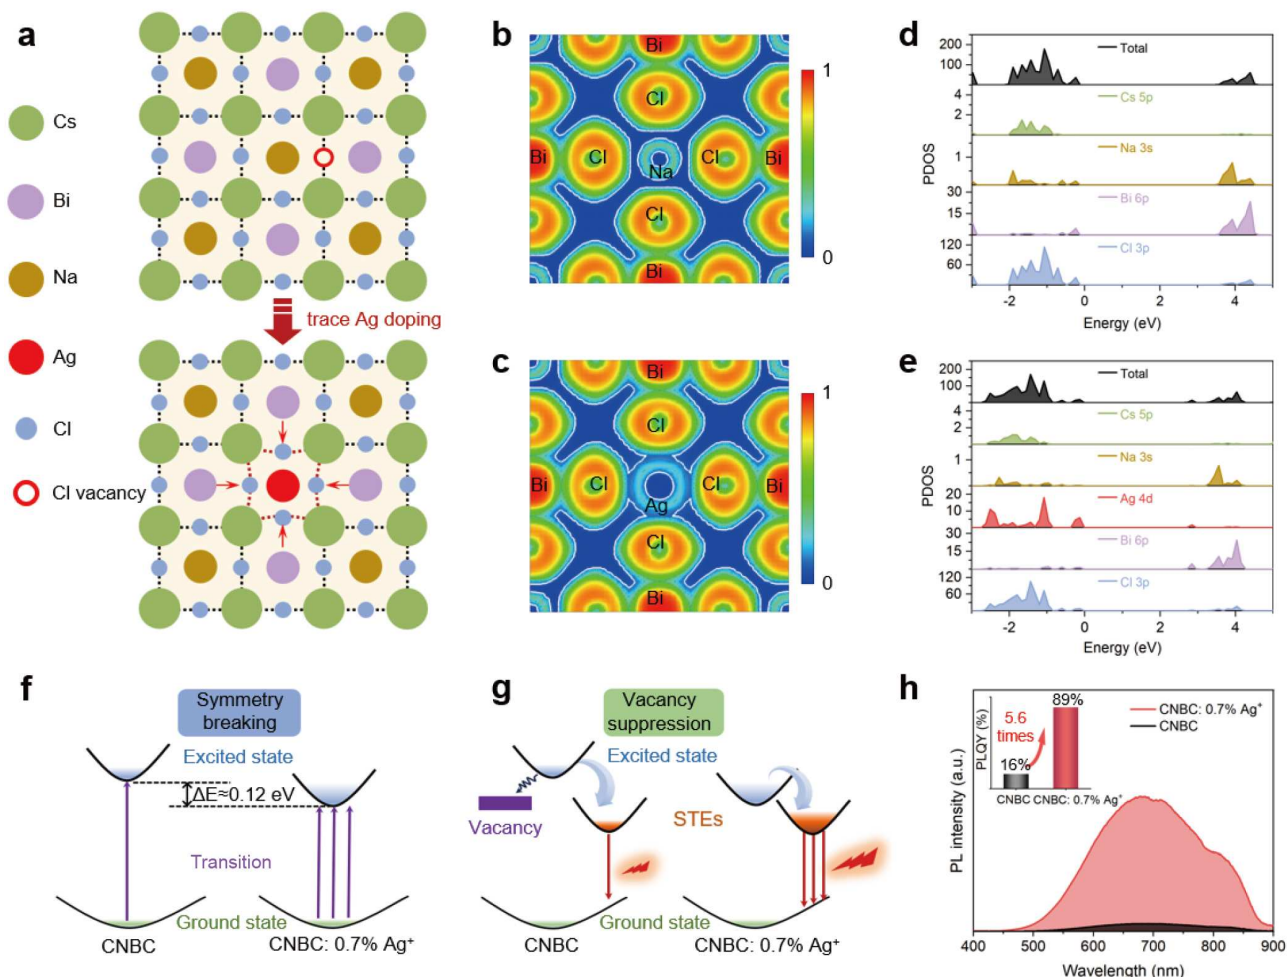 a
Cs
Bi
Na
Ag
Cl
Cl vacancy
trace Ag doping
b
Bi
Cl
Bi
Cl
Na
Cl
Bi
Cl
Bi
1
0
c
Bi
Cl
Bi
Cl
Ag
Cl
Bi
Cl
Bi
1
0
d
PDOS
200
100
Total
4
2
Cs 5p
1
Na 3s
30
15
Bi 6p
120
60
Cl 3p
-2
0
2
4
Energy (eV)
e
PDOS
200
100
Total
4
2
Cs 5p
1
Na 3s
20
10
Ag 4d
30
15
Bi 6p
120
60
Cl 3p
-2
0
2
4
Energy (eV)
f
Symmetry
breaking
Excited state
ΔE≈0.12 eV
Transition
Ground state
CNBC
CNBC: 0.7% Ag⁺
g
Vacancy
suppression
Excited state
Vacancy
STEs
Ground state
CNBC
CNBC: 0.7% Ag⁺
h
PL intensity (a.u.)
PLQY (%)
89%
5.6
times
16%
CNBC CNBC: 0.7% Ag⁺
CNBC: 0.7% Ag⁺
CNBC
400
500
600
700
800
900
Wavelength (nm)